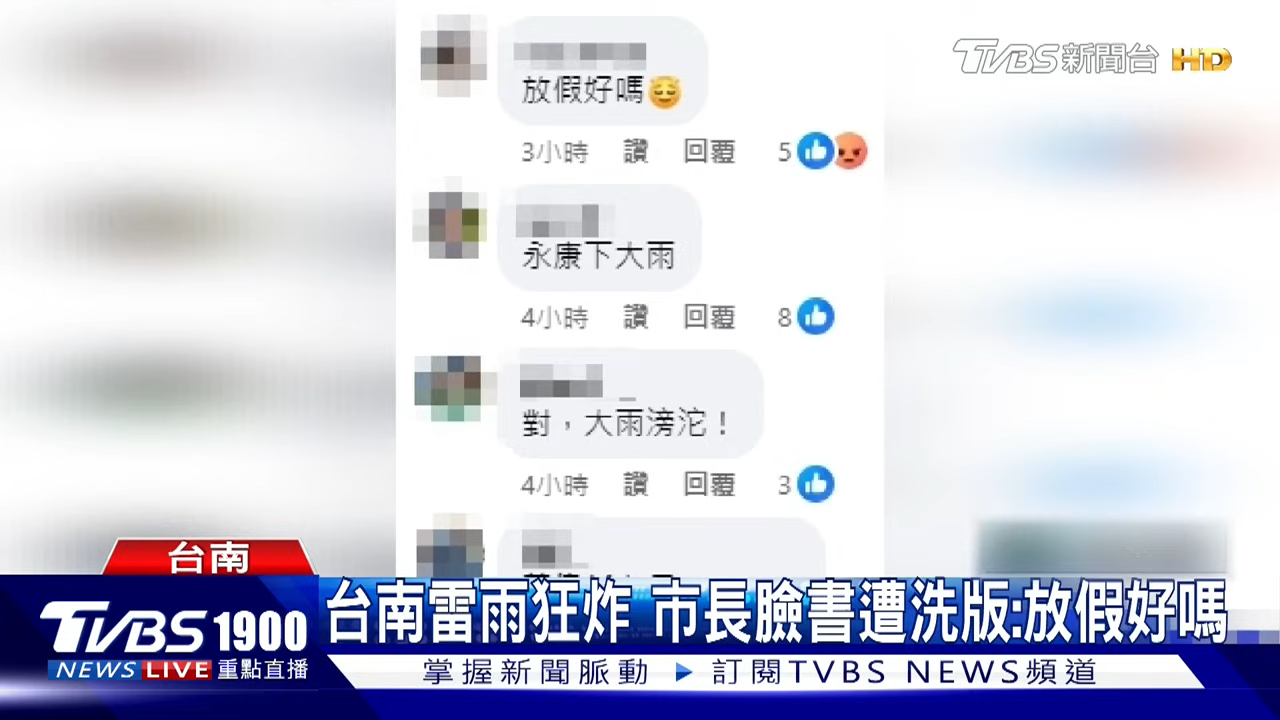 TVBS新聞台 HD
放假好嗎
3小時 讚 回覆 5
永康下大雨
4小時 讚 回覆 8
對，大雨滂沱！
4小時 讚 回覆 3
台南
台南雷雨狂炸 市長臉書遭洗版:放假好嗎
TVBS 1900
NEWS LIVE 重點直播
掌握新聞脈動 ▶ 訂閱TVBS NEWS頻道